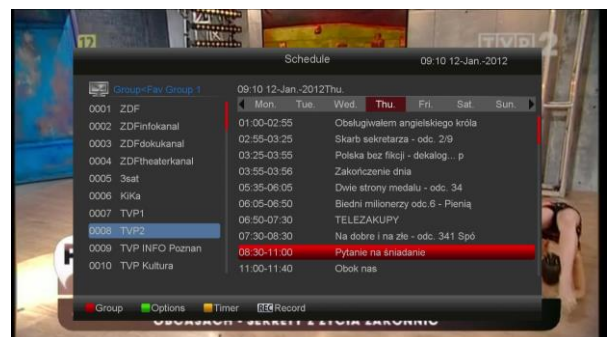 12
TVP 2
Schedule
09:10 12-Jan.-2012
Group<Fav Group 1
0001 ZDF
0002 ZDFinfokanal
0003 ZDFdokukanal
0004 ZDFtheaterkanal
0005 3sat
0006 KiKa
0007 TVP1
0008 TVP2
0009 TVP INFO Poznan
0010 TVP Kultura
09:10 12-Jan.-2012Thu.
Mon. Tue. Wed. Thu. Fri. Sat. Sun.
01:00-02:55 Obsługiwałem angielskiego króla
02:55-03:25 Skarb sekretarza - odc. 2/9
03:25-03:55 Polska bez fikcji - dekalog... p
03:55-03:56 Zakończenie dnia
05:35-06:05 Dwie strony medalu - odc. 34
06:05-06:50 Biedni milionerzy odc.6 - Pienią
06:50-07:30 TELEZAKUPY
07:30-08:30 Na dobre i na złe - odc. 341 Spó
08:30-11:00 Pytanie na śniadanie
11:00-11:40 Obok nas
Group Options Timer REC Record
OBCASACH - SEKRETY Z ŻYCIA ZAKONNIC